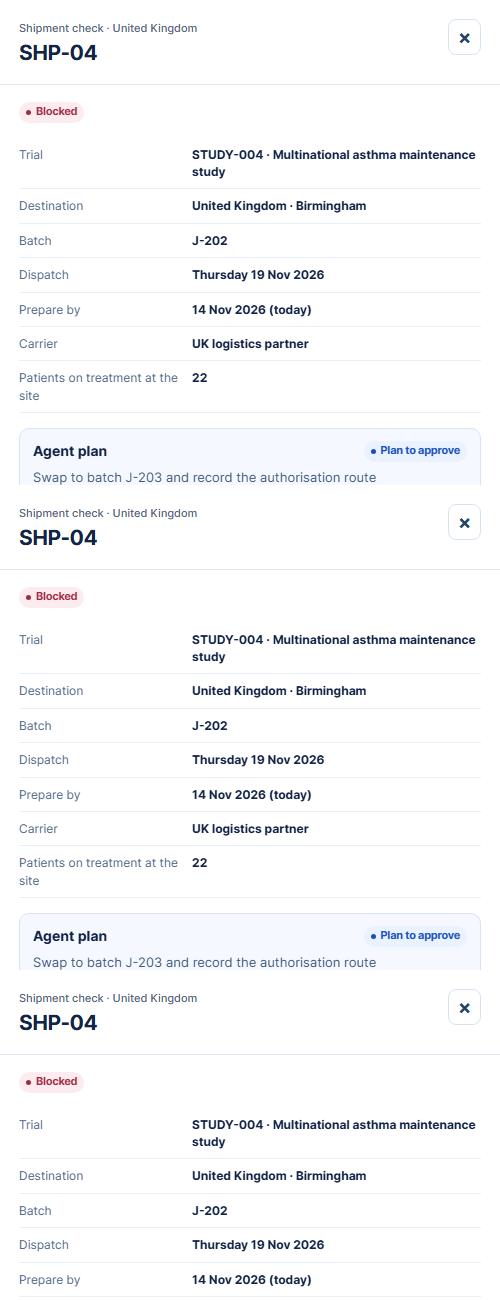 Shipment check · United Kingdom
SHP-04
×
Blocked
Trial
STUDY-004 · Multinational asthma maintenance
study
Destination
United Kingdom · Birmingham
Batch
J-202
Dispatch
Thursday 19 Nov 2026
Prepare by
14 Nov 2026 (today)
Carrier
UK logistics partner
Patients on treatment at the
site
22
Agent plan
Plan to approve
Swap to batch J-203 and record the authorisation route
Shipment check · United Kingdom
SHP-04
×
Blocked
Trial
STUDY-004 · Multinational asthma maintenance
study
Destination
United Kingdom · Birmingham
Batch
J-202
Dispatch
Thursday 19 Nov 2026
Prepare by
14 Nov 2026 (today)
Carrier
UK logistics partner
Patients on treatment at the
site
22
Agent plan
Plan to approve
Swap to batch J-203 and record the authorisation route
Shipment check · United Kingdom
SHP-04
×
Blocked
Trial
STUDY-004 · Multinational asthma maintenance
study
Destination
United Kingdom · Birmingham
Batch
J-202
Dispatch
Thursday 19 Nov 2026
Prepare by
14 Nov 2026 (today)